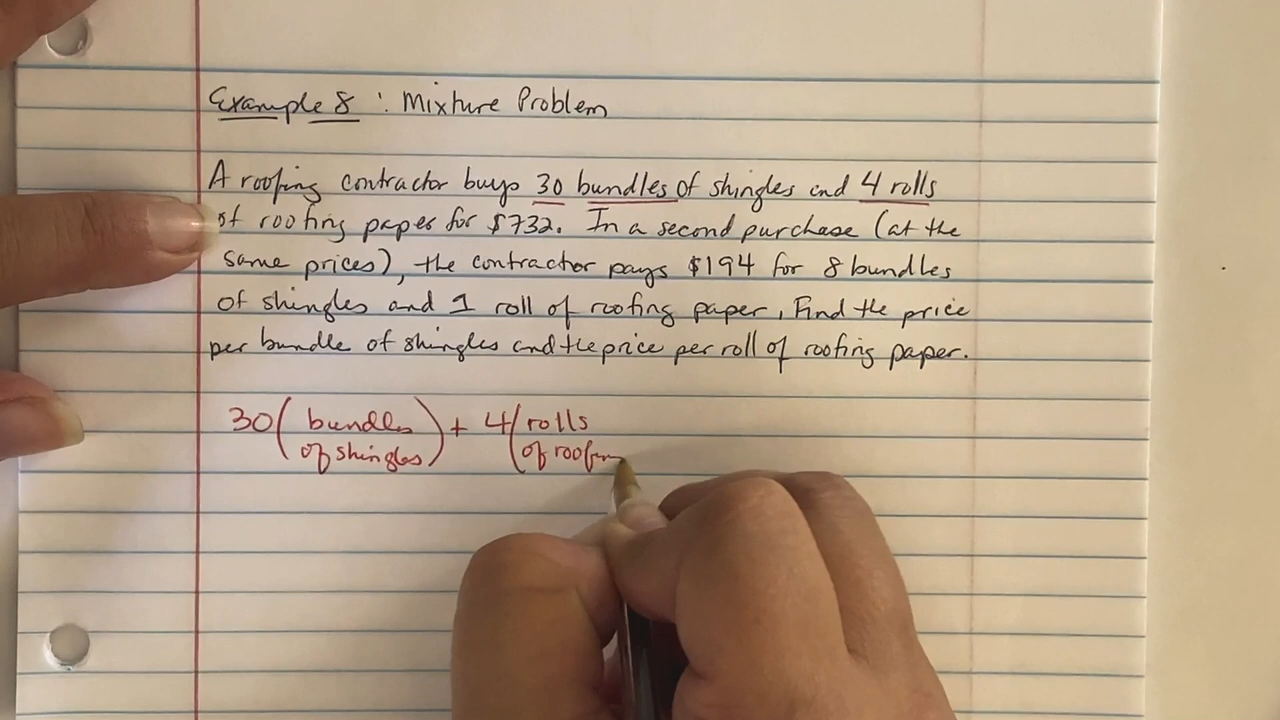 Example 8 : Mixture Problem
A roofing contractor buys 30 bundles of shingles and 4 rolls
of roofing paper for $732. In a second purchase (at the
same prices), the contractor pays $194 for 8 bundles
of shingles and 1 roll of roofing paper. Find the price
per bundle of shingles and the price per roll of roofing paper.
30 ( bundles of shingles ) + 4 ( rolls of